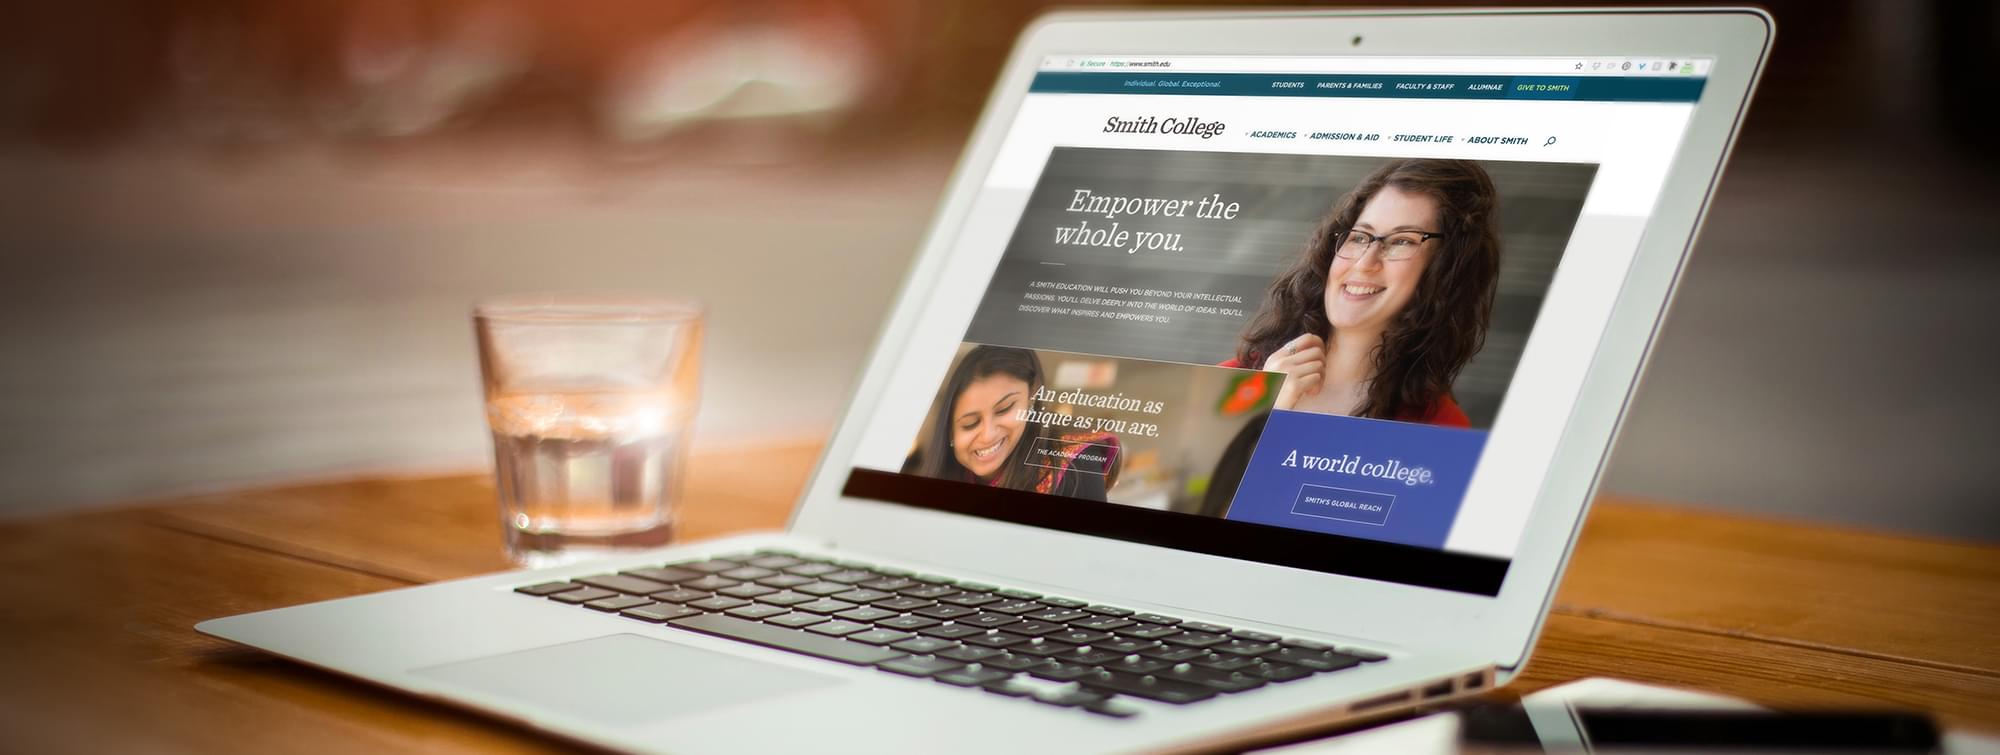 Secure https://www.smith.edu
Individual. Global. Exceptional.
STUDENTS PARENTS & FAMILIES FACULTY & STAFF ALUMNAE GIVE TO SMITH
Smith College
ACADEMICS ADMISSION & AID STUDENT LIFE ABOUT SMITH
Empower the
whole you.
A SMITH EDUCATION WILL PUSH YOU BEYOND YOUR INTELLECTUAL
PASSIONS. YOU'LL DELVE DEEPLY INTO THE WORLD OF IDEAS. YOU'LL
DISCOVER WHAT INSPIRES AND EMPOWERS YOU.
An education as
unique as you are.
THE ACADEMIC PROGRAM
A world college.
SMITH'S GLOBAL REACH